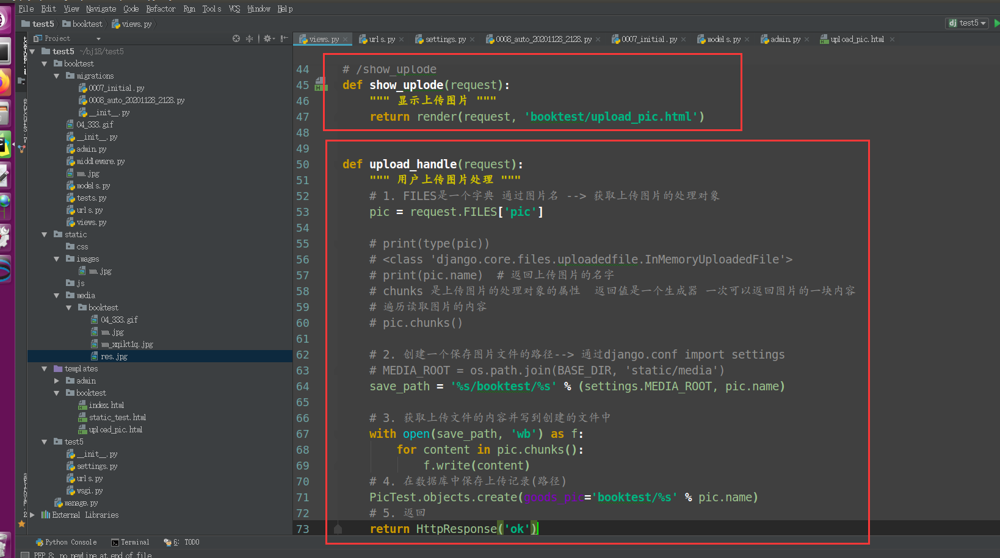 File Edit View Navigate Code Refactor Run Tools VCS Window Help
test5 booktest views.py
dj test5
Project
views.py urls.py settings.py 0008_auto_20201128_2128.py 0007_initial.py models.py admin.py upload_pic.html
test5 ~/bj18/test5
booktest
migrations
0007_initial.py
0008_auto_20201128_2128.py
__init__.py
04_333.gif
__init__.py
admin.py
middleware.py
mm.jpg
models.py
tests.py
urls.py
views.py
static
css
images
mm.jpg
js
media
booktest
04_333.gif
mm.jpg
mm_xqikt1q.jpg
res.jpg
templates
admin
booktest
index.html
static_test.html
upload_pic.html
test5
__init__.py
settings.py
urls.py
wsgi.py
manage.py
External Libraries
44 # /show_uplode
45 def show_uplode(request):
46 """ 显示上传图片 """
47 return render(request, 'booktest/upload_pic.html')
48
49
50 def upload_handle(request):
51 """ 用户上传图片处理 """
52 # 1. FILES是一个字典 通过图片名 --> 获取上传图片的处理对象
53 pic = request.FILES['pic']
54
55 # print(type(pic))
56 # <class 'django.core.files.uploadedfile.InMemoryUploadedFile'>
57 # print(pic.name) # 返回上传图片的名字
58 # chunks 是上传图片的处理对象的属性 返回值是一个生成器 一次可以返回图片的一块内容
59 # 遍历读取图片的内容
60 # pic.chunks()
61
62 # 2. 创建一个保存图片文件的路径--> 通过django.conf import settings
63 # MEDIA_ROOT = os.path.join(BASE_DIR, 'static/media')
64 save_path = '%s/booktest/%s' % (settings.MEDIA_ROOT, pic.name)
65
66 # 3. 获取上传文件的内容并写到创建的文件中
67 with open(save_path, 'wb') as f:
68 for content in pic.chunks():
69 f.write(content)
70 # 4. 在数据库中保存上传记录(路径)
71 PicTest.objects.create(goods_pic='booktest/%s' % pic.name)
72 # 5. 返回
73 return HttpResponse('ok')
Python Console Terminal 6: TODO
PEP 8: no newline at end of file